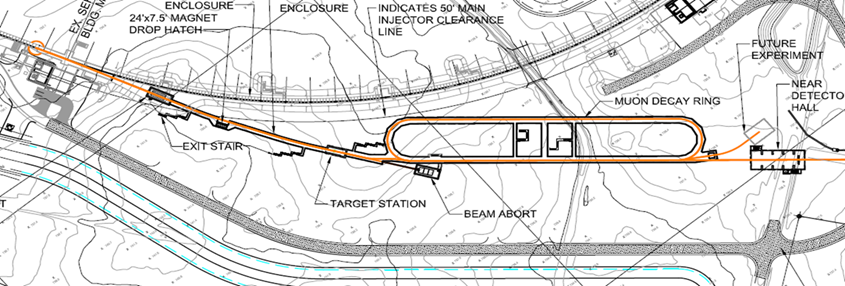 EX. SER
BLDG. M
ENCLOSURE
24'x7.5' MAGNET
DROP HATCH
ENCLOSURE
INDICATES 50' MAIN
INJECTOR CLEARANCE
LINE
FUTURE
EXPERIMENT
MUON DECAY RING
NEAR
DETECTO
HALL
EXIT STAIR
TARGET STATION
BEAM ABORT
T